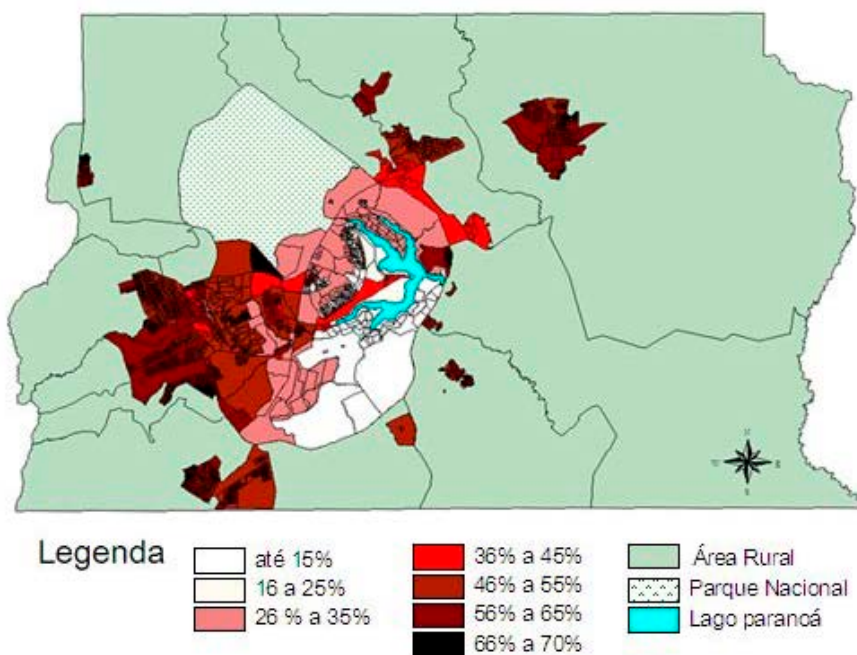 Legenda
até 15%
16 a 25%
26 % a 35%
36% a 45%
46% a 55%
56% a 65%
66% a 70%
Área Rural
Parque Nacional
Lago paranoá